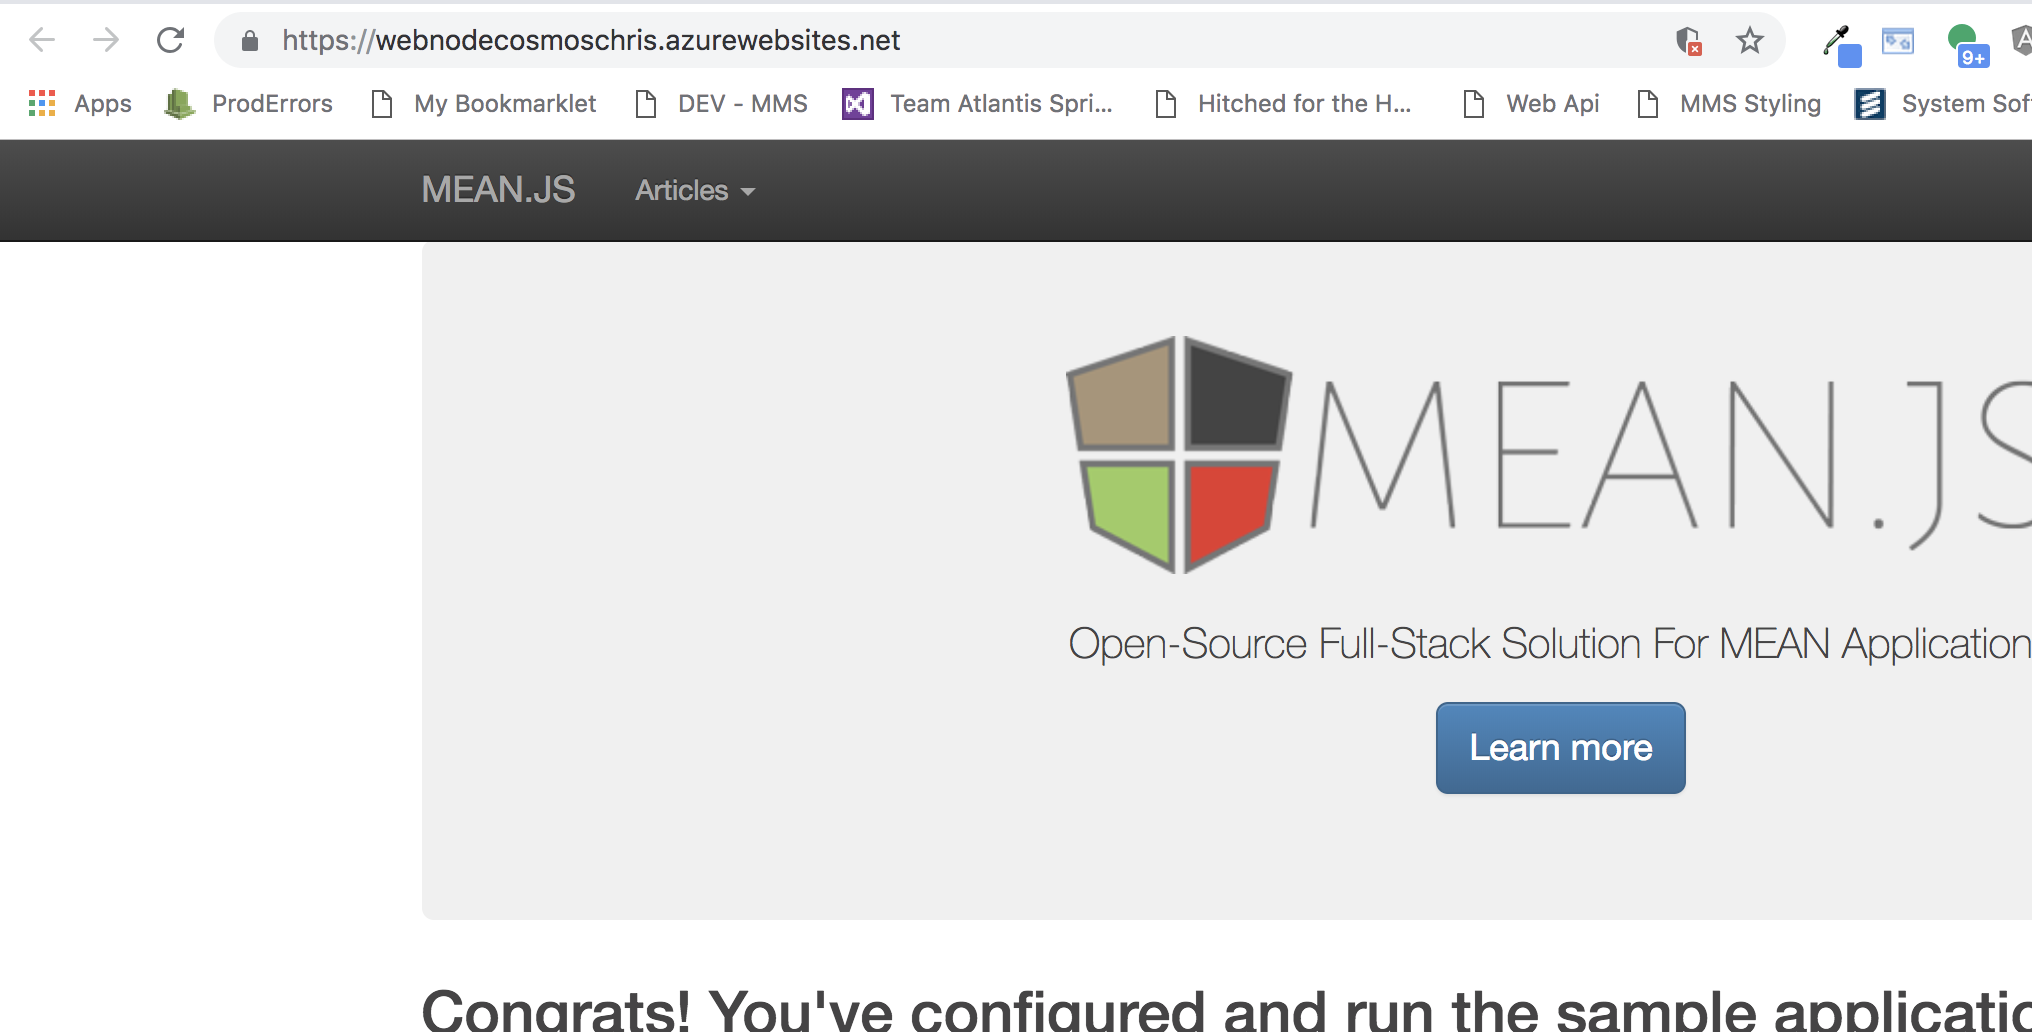 https://webnodecosmoschris.azurewebsites.net
9+
Apps ProdErrors My Bookmarklet DEV - MMS Team Atlantis Spri... Hitched for the H... Web Api MMS Styling System Sof
MEAN.JS Articles
MEAN.JS
Open-Source Full-Stack Solution For MEAN Application
Learn more
Congrats! You've configured and run the sample applicatio